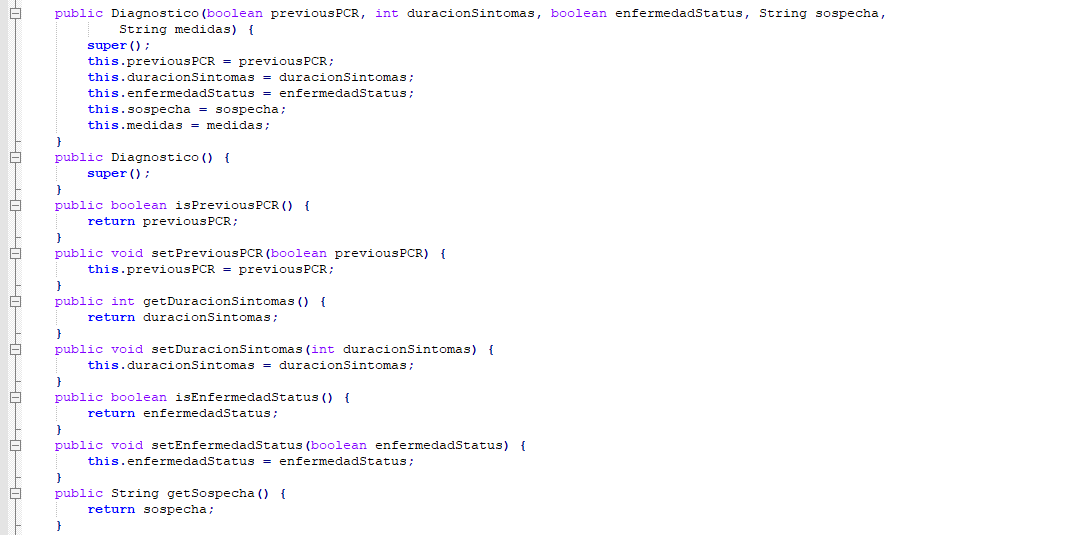 public Diagnostico(boolean previousPCR, int duracionSintomas, boolean enfermedadStatus, String sospecha,
        String medidas) {
    super();
    this.previousPCR = previousPCR;
    this.duracionSintomas = duracionSintomas;
    this.enfermedadStatus = enfermedadStatus;
    this.sospecha = sospecha;
    this.medidas = medidas;
}
public Diagnostico() {
    super();
}
public boolean isPreviousPCR() {
    return previousPCR;
}
public void setPreviousPCR(boolean previousPCR) {
    this.previousPCR = previousPCR;
}
public int getDuracionSintomas() {
    return duracionSintomas;
}
public void setDuracionSintomas(int duracionSintomas) {
    this.duracionSintomas = duracionSintomas;
}
public boolean isEnfermedadStatus() {
    return enfermedadStatus;
}
public void setEnfermedadStatus(boolean enfermedadStatus) {
    this.enfermedadStatus = enfermedadStatus;
}
public String getSospecha() {
    return sospecha;
}